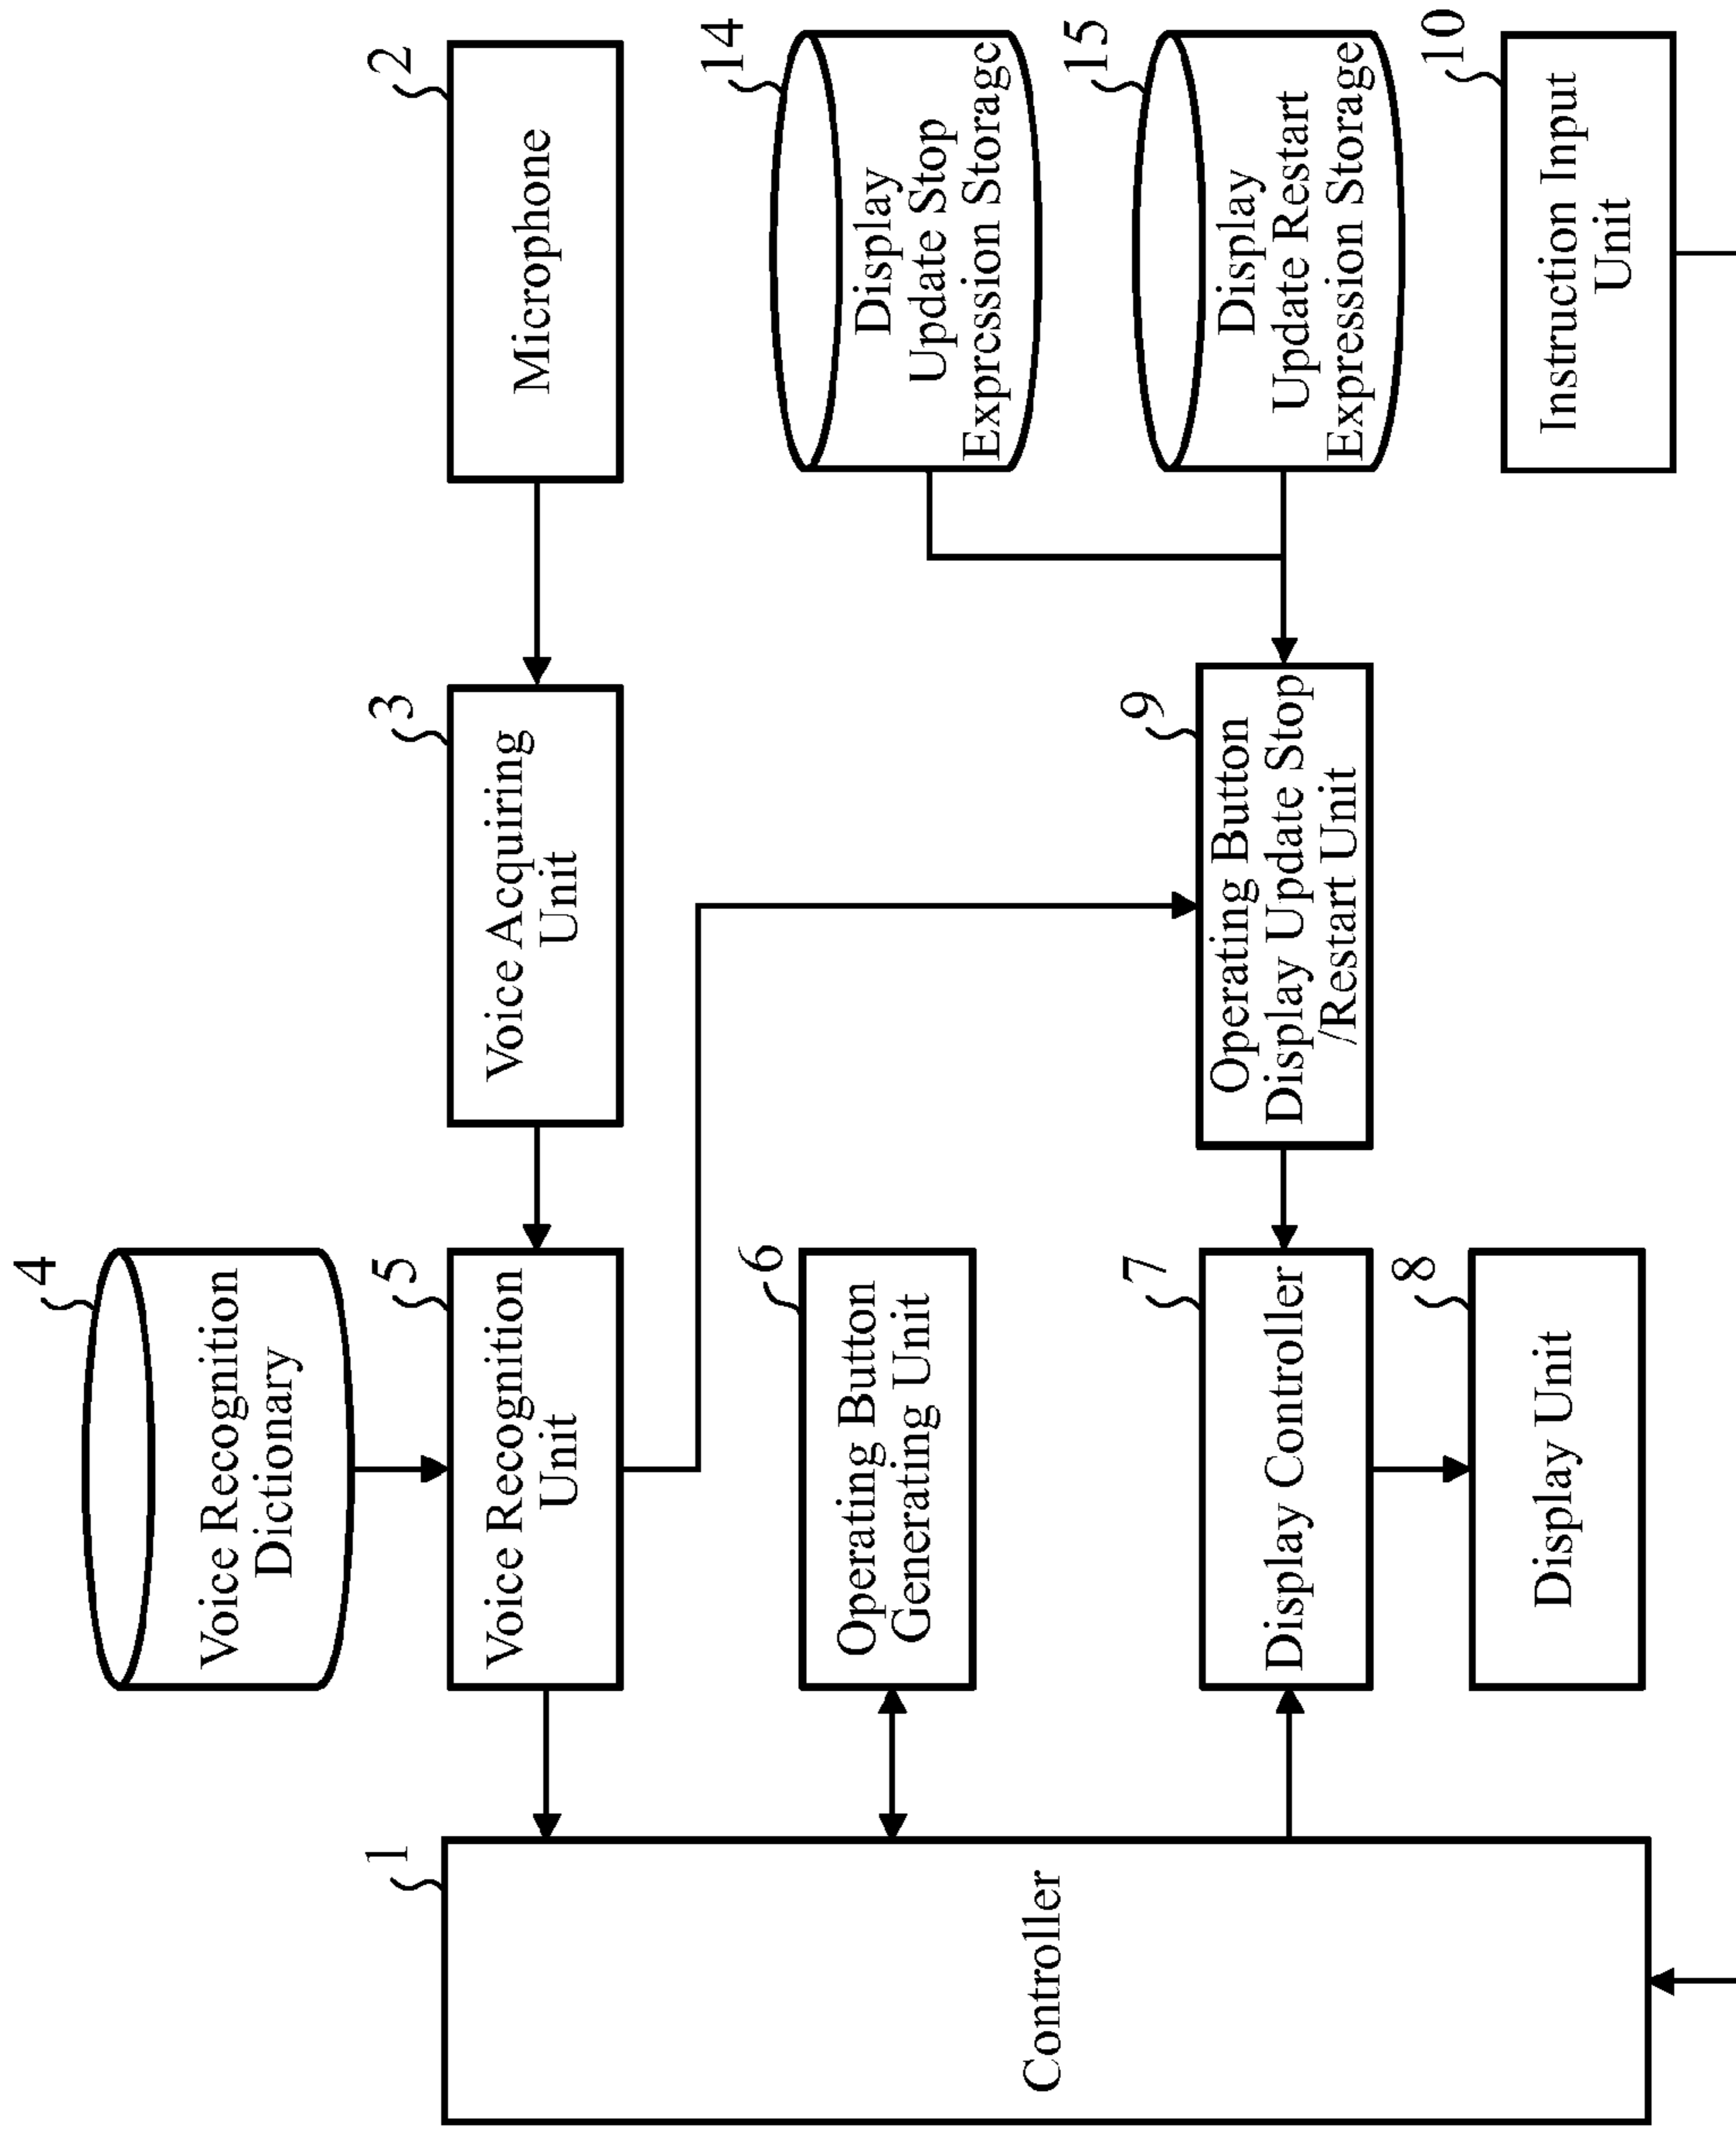 4
Voice Recognition
Dictionary
1
Controller
5
Voice Recognition
Unit
3
Voice Acquiring
Unit
2
Microphone
6
Operating Button
Generating Unit
14
Display
Update Stop
Expression Storage
7
Display Controller
9
Operating Button
Display Update Stop
/Restart Unit
15
Display
Update Restart
Expression Storage
8
Display Unit
10
Instruction Input
Unit